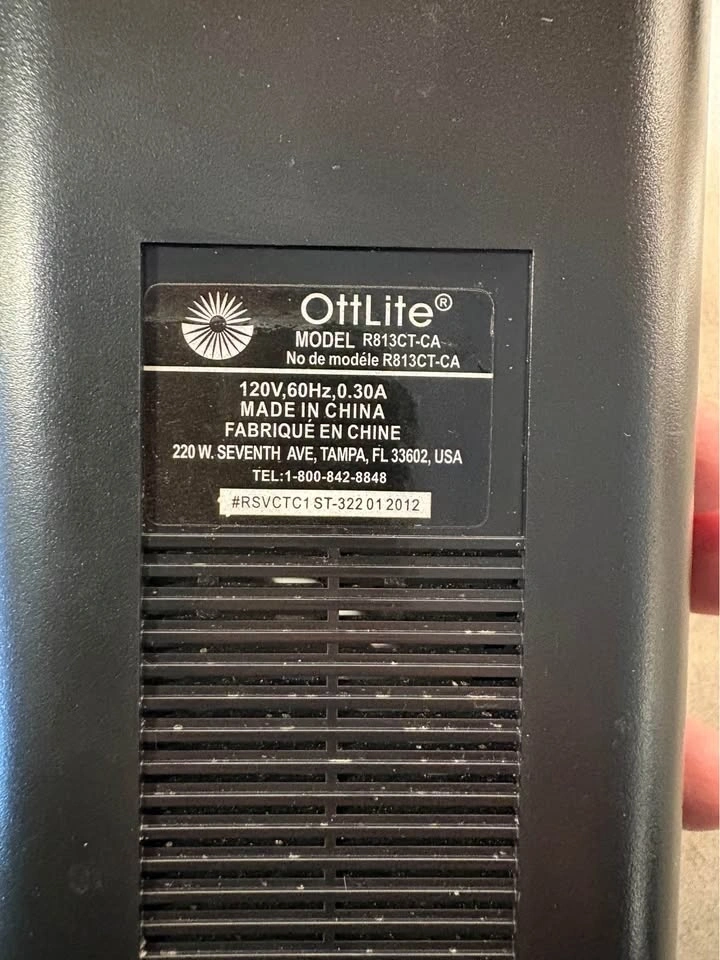 OttLite®
MODEL R813CT-CA
No de modéle R813CT-CA
120V,60Hz,0.30A
MADE IN CHINA
FABRIQUÉ EN CHINE
220 W. SEVENTH AVE, TAMPA, FL 33602, USA
TEL:1-800-842-8848
#RSVCTC1 ST-322 01 2012